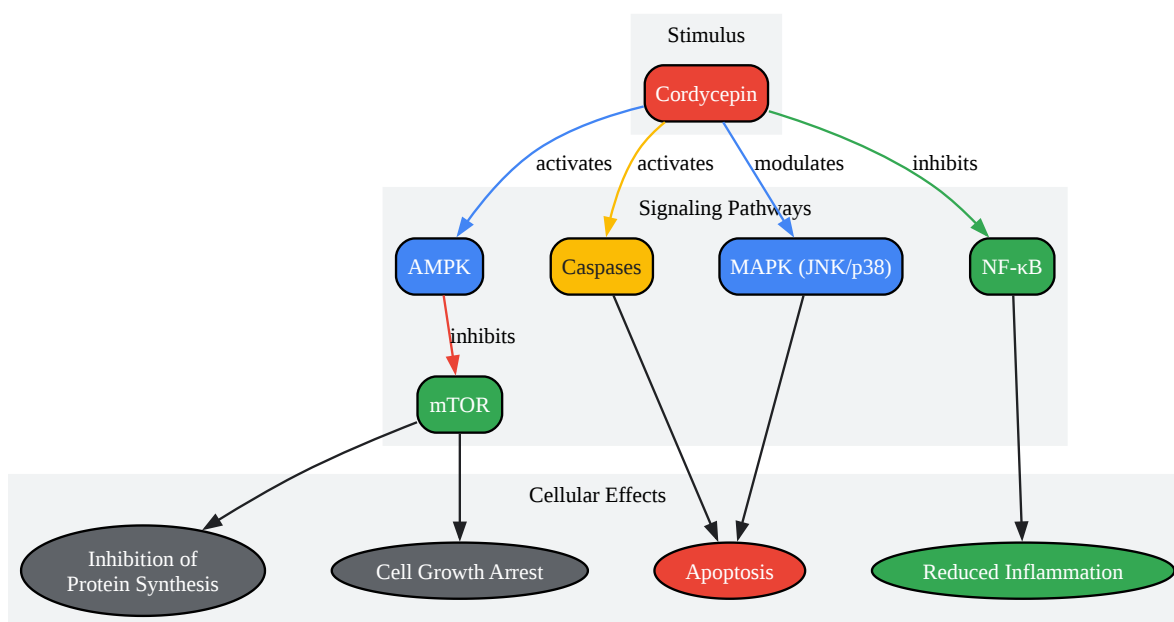 Stimulus
Cordycepin
activates
activates
modulates
inhibits
Signaling Pathways
AMPK
Caspases
MAPK (JNK/p38)
NF-κB
inhibits
mTOR
Cellular Effects
Inhibition of
Protein Synthesis
Cell Growth Arrest
Apoptosis
Reduced Inflammation